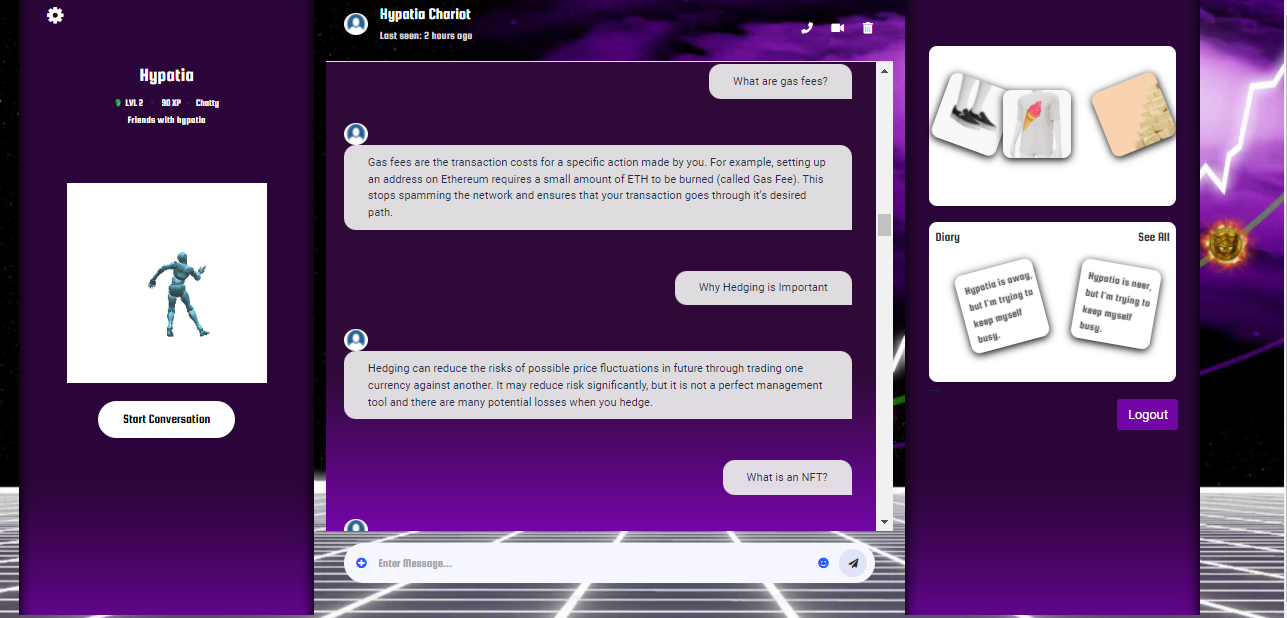 Hypatia
LVL 2 · 90 XP · Chatty
Friends with hypatia
Start Conversation
Hypatia Chariot
Last seen: 2 hours ago
What are gas fees?
Gas fees are the transaction costs for a specific action made by you. For example, setting up
an address on Ethereum requires a small amount of ETH to be burned (called Gas Fee). This
stops spamming the network and ensures that your transaction goes through it's desired
path.
Why Hedging is Important
Hedging can reduce the risks of possible price fluctuations in future through trading one
currency against another. It may reduce risk significantly, but it is not a perfect management
tool and there are many potential losses when you hedge.
What is an NFT?
Enter Message...
Diary
See All
Hypatia is away,
but I'm trying to
keep myself
busy.
Hypatia is neer,
but I'm trying to
keep myself
busy.
Logout